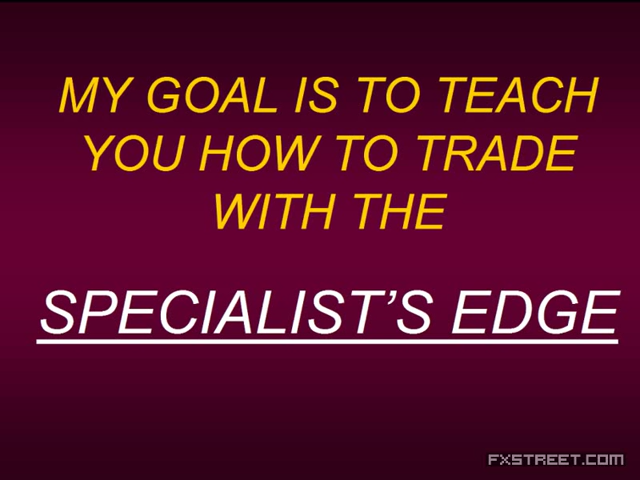 MY GOAL IS TO TEACH
YOU HOW TO TRADE
WITH THE
SPECIALIST’S EDGE
FXSTREET.COM